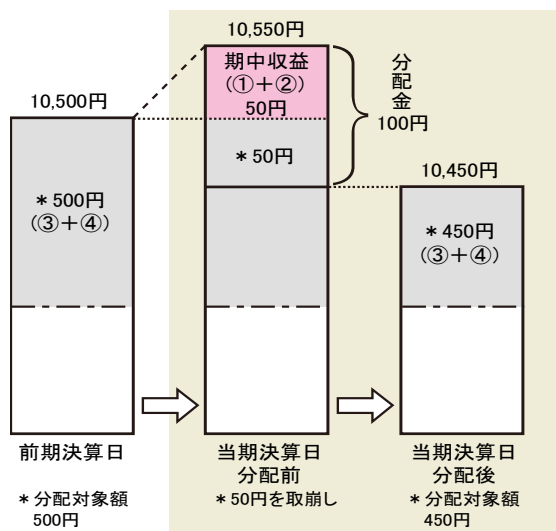 10,550円
期中収益
(①+②)
50円
分配金
100円
10,500円
*50円
10,450円
*500円
(③+④)
*450円
(③+④)
前期決算日
当期決算日
分配前
当期決算日
分配後
*分配対象額
500円
*50円を取崩し
*分配対象額
450円